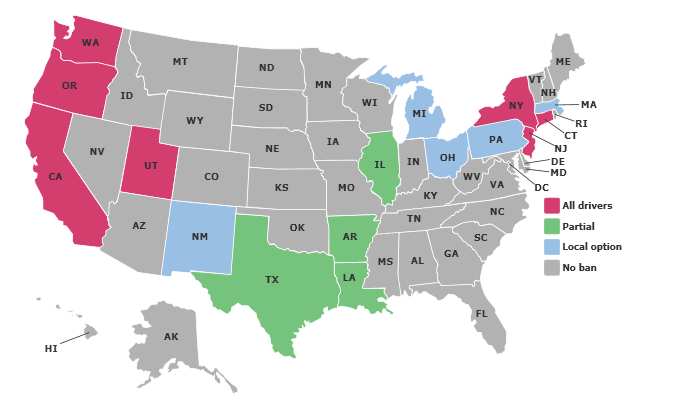 WA
MT
ND
MN
ME
VT
NH
OR
ID
WI
NY
MA
SD
MI
RI
WY
CT
PA
NJ
IA
NE
OH
NV
UT
IL
IN
DE
MD
CA
CO
KS
MO
WV
VA
DC
KY
All drivers
NC
TN
AZ
NM
OK
AR
SC
Partial
MS
AL
GA
Local option
TX
LA
No ban
FL
AK
HI